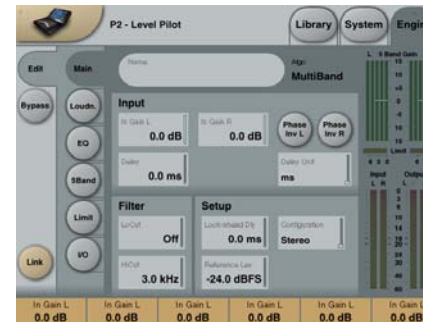 P2 - Level Pilot
Library
System
Engin
Edit
Main
Name
Algo
MultiBand
Bypass
Loudn.
EQ
5Band
Limit
I/O
Link
Input
In Gain L
0.0 dB
In Gain R
0.0 dB
Phase Inv L
Phase Inv R
Delay
0.0 ms
Delay Unit
ms
Filter
LoCut
Off
HiCut
3.0 kHz
Setup
0.0 ms
Configuration
Stereo
Reference Lev
-24.0 dBFS
L 5 Band Gain
Limit
Input
Outpu
L R
L
In Gain L
0.0 dB
In Gain L
0.0 dB
In Gain L
0.0 dB
In Gain L
0.0 dB
In Gain L
0.0 dB
In Gain L
0.0 dB